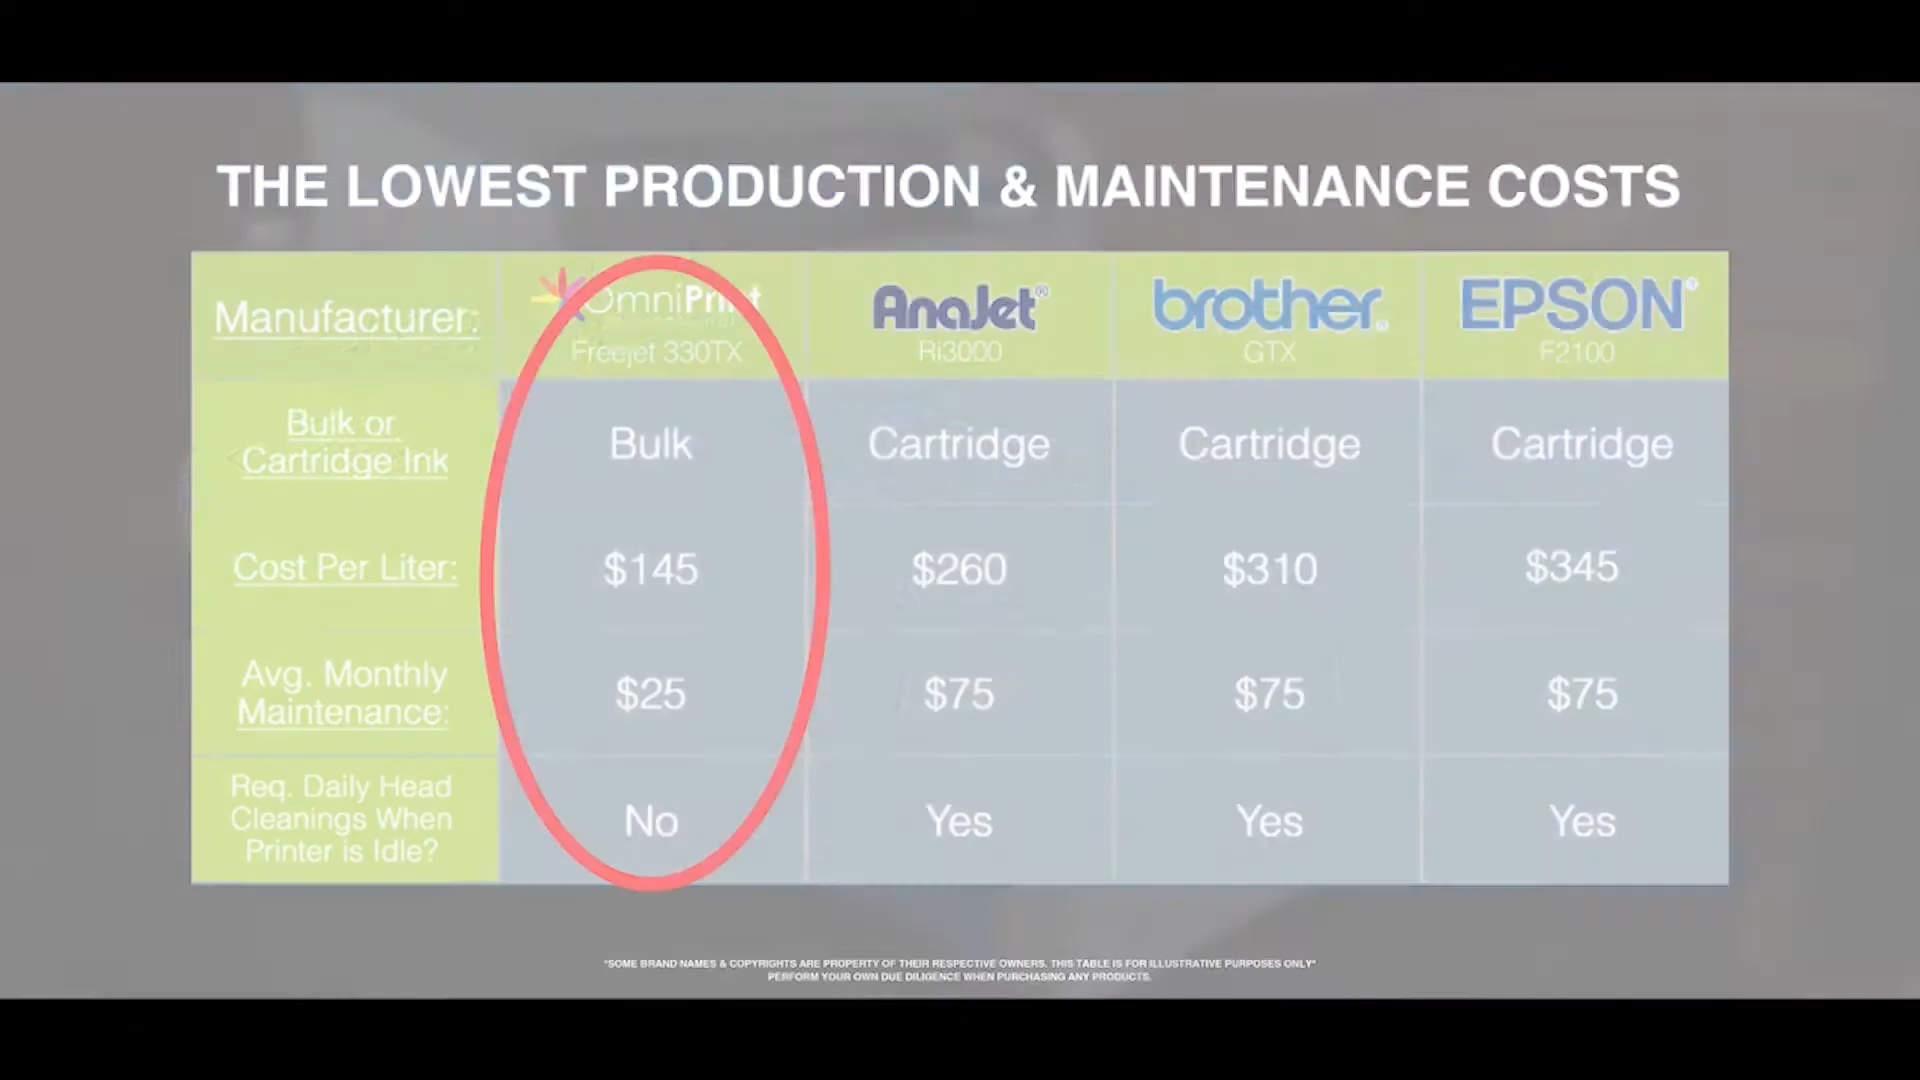 THE LOWEST PRODUCTION & MAINTENANCE COSTS
Manufacturer: OmniPrint AnaJet® brother® EPSON®
Freejet 330TX Ri3000 GTX F2100
Bulk or
Cartridge Ink Bulk Cartridge Cartridge Cartridge
Cost Per Liter: $145 $260 $310 $345
Avg. Monthly
Maintenance: $25 $75 $75 $75
Req. Daily Head
Cleanings When
Printer is Idle? No Yes Yes Yes
*SOME BRAND NAMES & COPYRIGHTS ARE PROPERTY OF THEIR RESPECTIVE OWNERS. THIS TABLE IS FOR ILLUSTRATIVE PURPOSES ONLY*
PERFORM YOUR OWN DUE DILIGENCE WHEN PURCHASING ANY PRODUCTS.